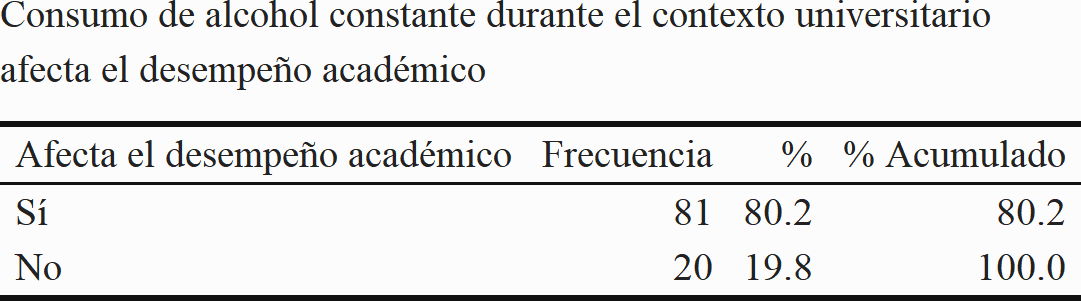 Consumo de alcohol constante durante el contexto universitario
afecta el desempeño académico
Afecta el desempeño académico Frecuencia % % Acumulado
Sí 81 80.2 80.2
No 20 19.8 100.0